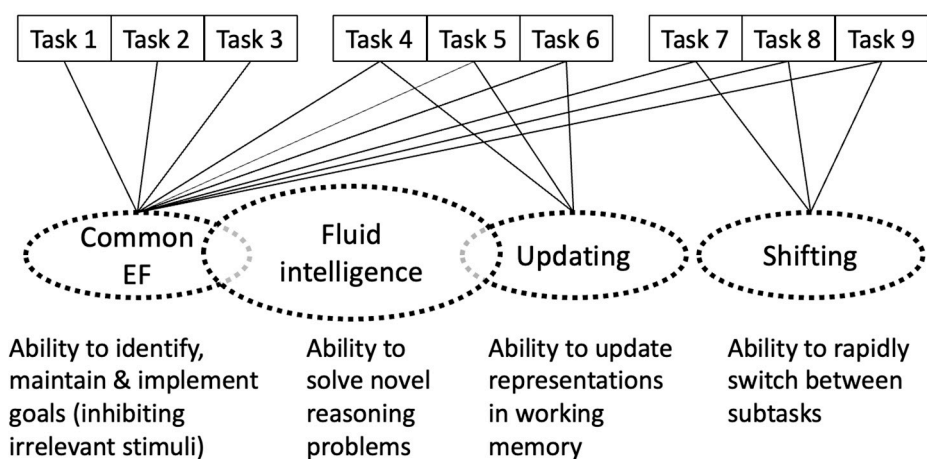 Task 1 Task 2 Task 3 Task 4 Task 5 Task 6 Task 7 Task 8 Task 9
Common
EF
Fluid
intelligence
Updating
Shifting
Ability to identify,
maintain & implement
goals (inhibiting
irrelevant stimuli)
Ability to
solve novel
reasoning
problems
Ability to update
representations
in working
memory
Ability to rapidly
switch between
subtasks